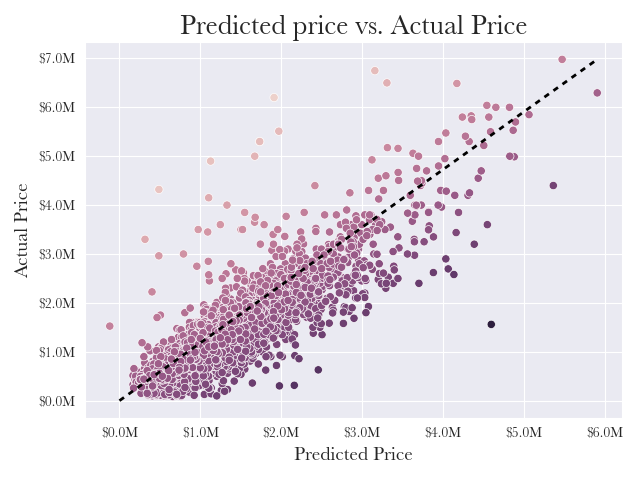 Predicted price vs. Actual Price
$7.0M
$6.0M
$5.0M
$4.0M
$3.0M
$2.0M
$1.0M
$0.0M
Actual Price
$0.0M $1.0M $2.0M $3.0M $4.0M $5.0M $6.0M
Predicted Price